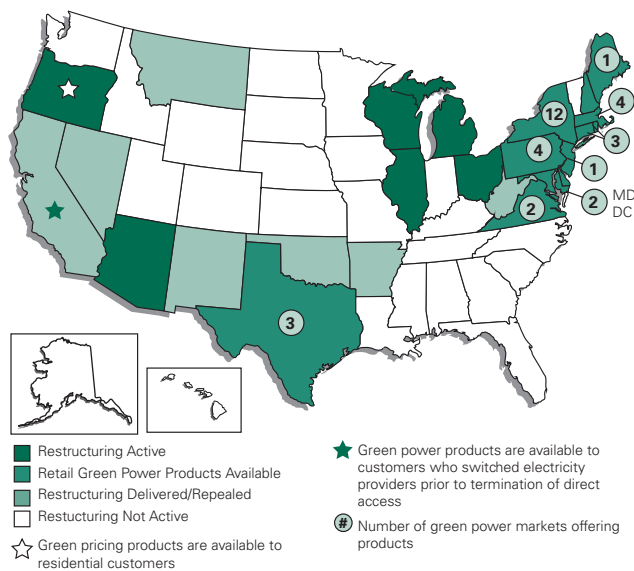 1
4
12
3
4
1
2
MD
DC
2
3
Restructuring Active
Retail Green Power Products Available
Restructuring Delivered/Repealed
Restucturing Not Active
Green pricing products are available to
residential customers
Green power products are available to
customers who switched electricity
providers prior to termination of direct
access
# Number of green power markets offering
products